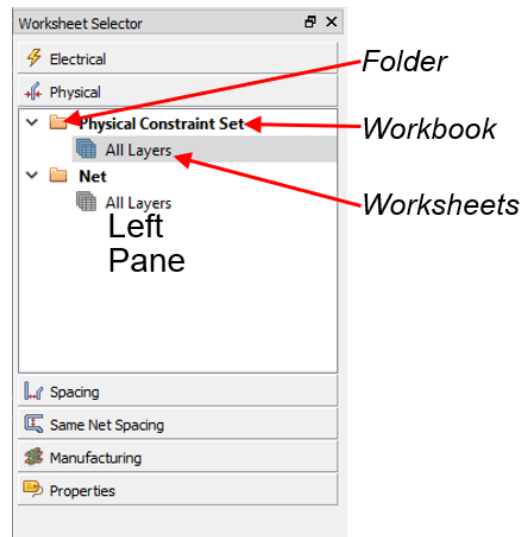 Worksheet Selector
Electrical
Folder
Physical
Physical Constraint Set
Workbook
All Layers
Net
All Layers
Worksheets
Left
Pane
Spacing
Same Net Spacing
Manufacturing
Properties